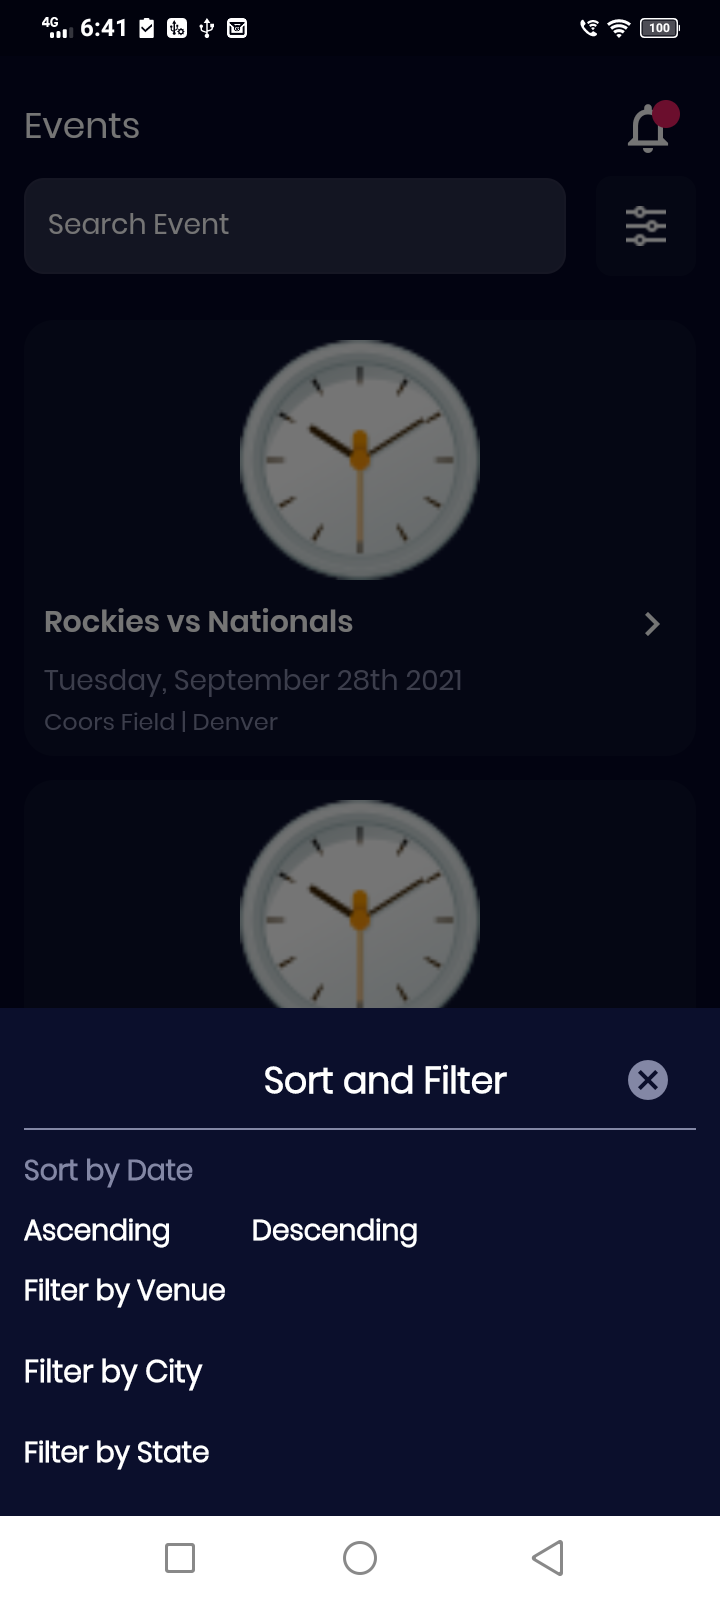 4G 6:41 100
Events
Search Event
Rockies vs Nationals
Tuesday, September 28th 2021
Coors Field | Denver
Sort and Filter
Sort by Date
Ascending Descending
Filter by Venue
Filter by City
Filter by State